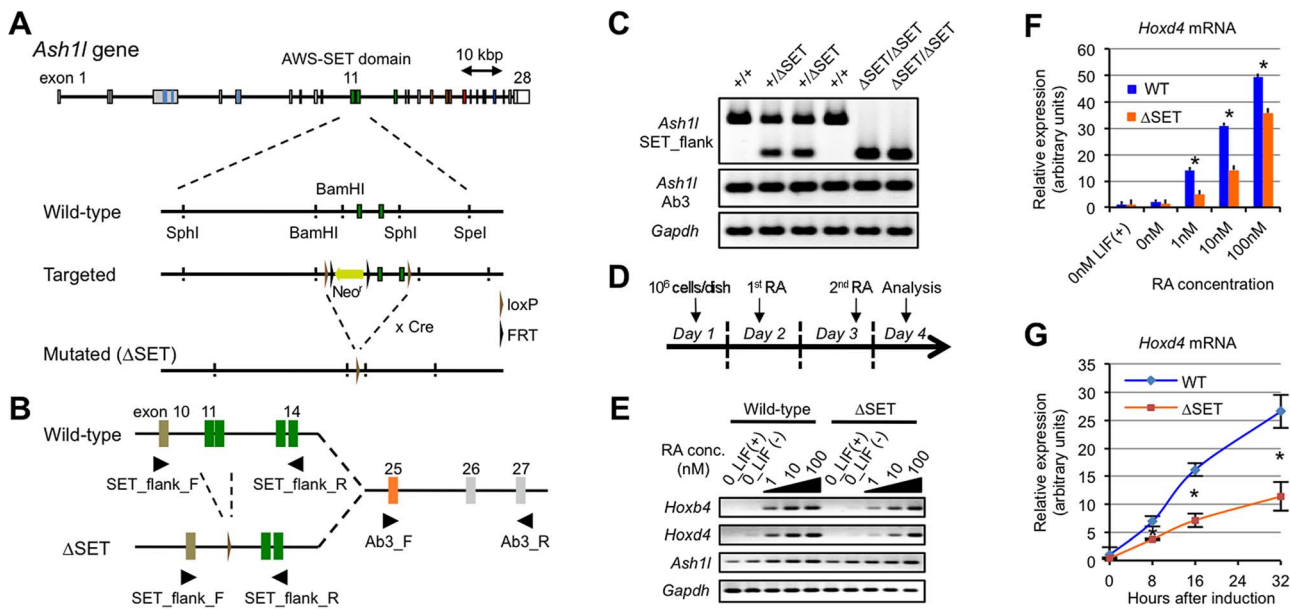 A
Ash1l gene
AWS-SET domain
10 kbp
exon 1
11
28
BamHI
Wild-type
SphI
BamHI
SphI
SpeI
Targeted
Neoʳ
loxP
x Cre
FRT
Mutated (ΔSET)
B
exon 10
11
14
Wild-type
SET_flank_F
SET_flank_R
25
26
27
Ab3_F
Ab3_R
ΔSET
SET_flank_F
SET_flank_R
C
+/+
+/ΔSET
+/ΔSET
+/+
ΔSET/ΔSET
ΔSET/ΔSET
Ash1l
SET_flank
Ash1l
Ab3
Gapdh
D
10⁶ cells/dish
1ˢᵗ RA
2ⁿᵈ RA
Analysis
Day 1
Day 2
Day 3
Day 4
E
Wild-type
ΔSET
RA conc.
(nM)
0_LIF(+)
0_LIF (-)
1
10
100
0_LIF(+)
0_LIF (-)
1
10
100
Hoxb4
Hoxd4
Ash1l
Gapdh
F
Hoxd4 mRNA
Relative expression
(arbitrary units)
60
50
40
30
20
10
0
WT
ΔSET
*
*
*
0nM LIF(+)
0nM
1nM
10nM
100nM
RA concentration
G
Hoxd4 mRNA
Relative expression
(arbitrary units)
35
30
25
20
15
10
5
0
WT
ΔSET
*
*
*
0
8
16
24
32
Hours after induction